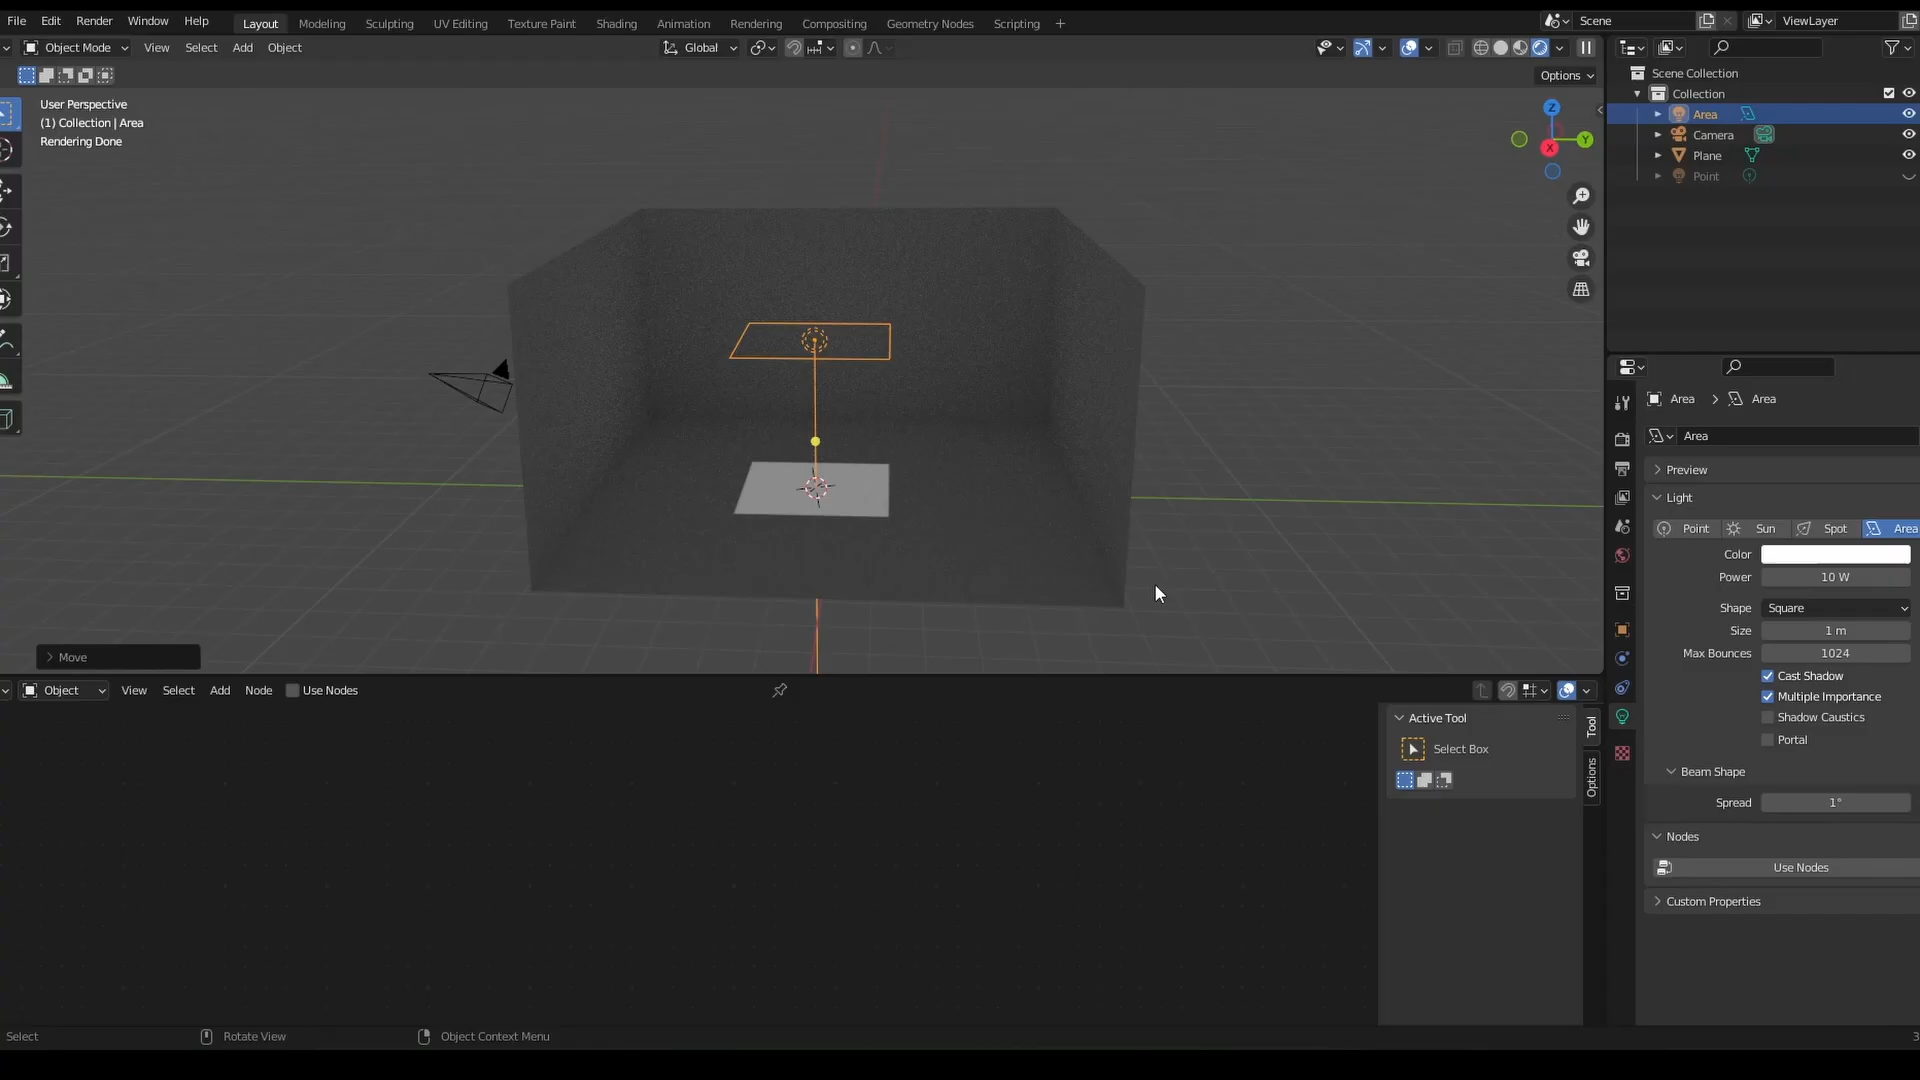 File Edit Render Window Help Layout Modeling Sculpting UV Editing Texture Paint Shading Animation Rendering Compositing Geometry Nodes Scripting + Scene ViewLayer
Object Mode View Select Add Object Global
Options
User Perspective
(1) Collection | Area
Rendering Done
Z
Y
X
Scene Collection
Collection
Area
Camera
Plane
Point
Area > Area
Area
Preview
Light
Point Sun Spot Area
Color
Power 10 W
Shape Square
Size 1 m
Max Bounces 1024
Cast Shadow
Multiple Importance
Shadow Caustics
Portal
Beam Shape
Spread 1°
Nodes
Use Nodes
Custom Properties
> Move
Object View Select Add Node Use Nodes
Active Tool
Select Box
Tool
Options
Select Rotate View Object Context Menu 3